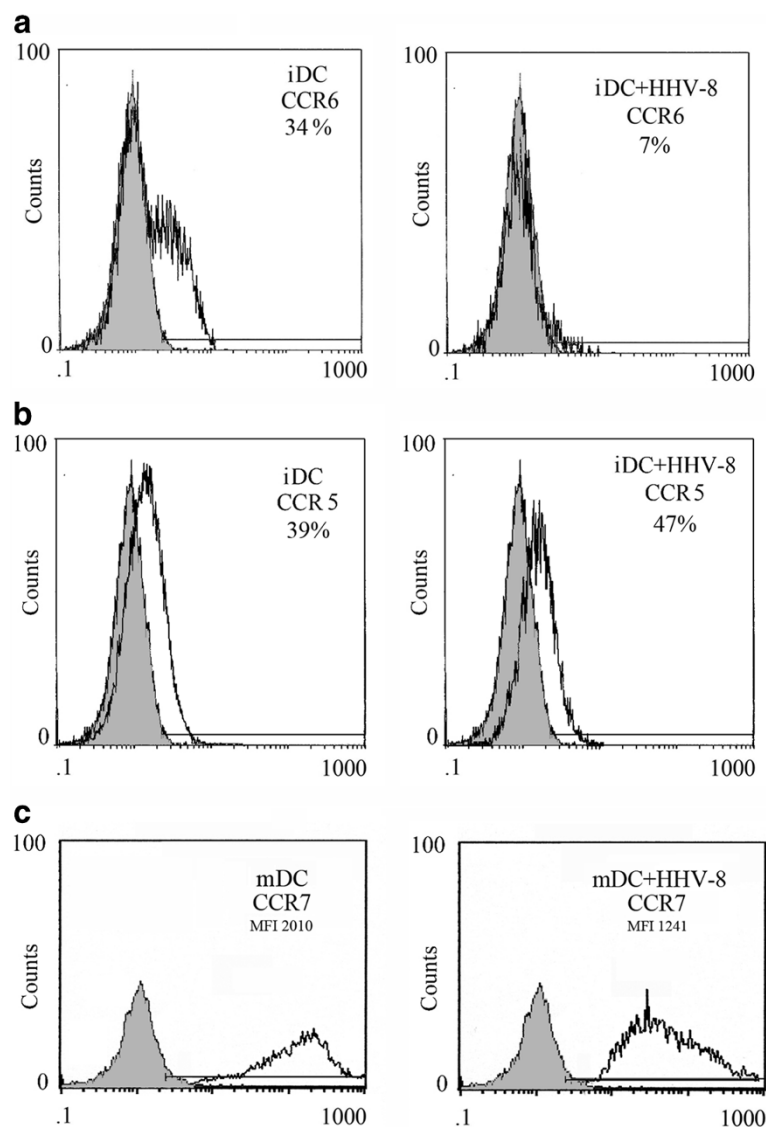 a
100
iDC
CCR6
34%
Counts
0
.1
1000
100
iDC+HHV-8
CCR6
7%
Counts
0
.1
1000
b
100
iDC
CCR 5
39%
Counts
0
.1
1000
100
iDC+HHV-8
CCR 5
47%
Counts
0
.1
1000
c
100
mDC
CCR7
MFI 2010
Counts
0
.1
1000
100
mDC+HHV-8
CCR7
MFI 1241
Counts
0
.1
1000